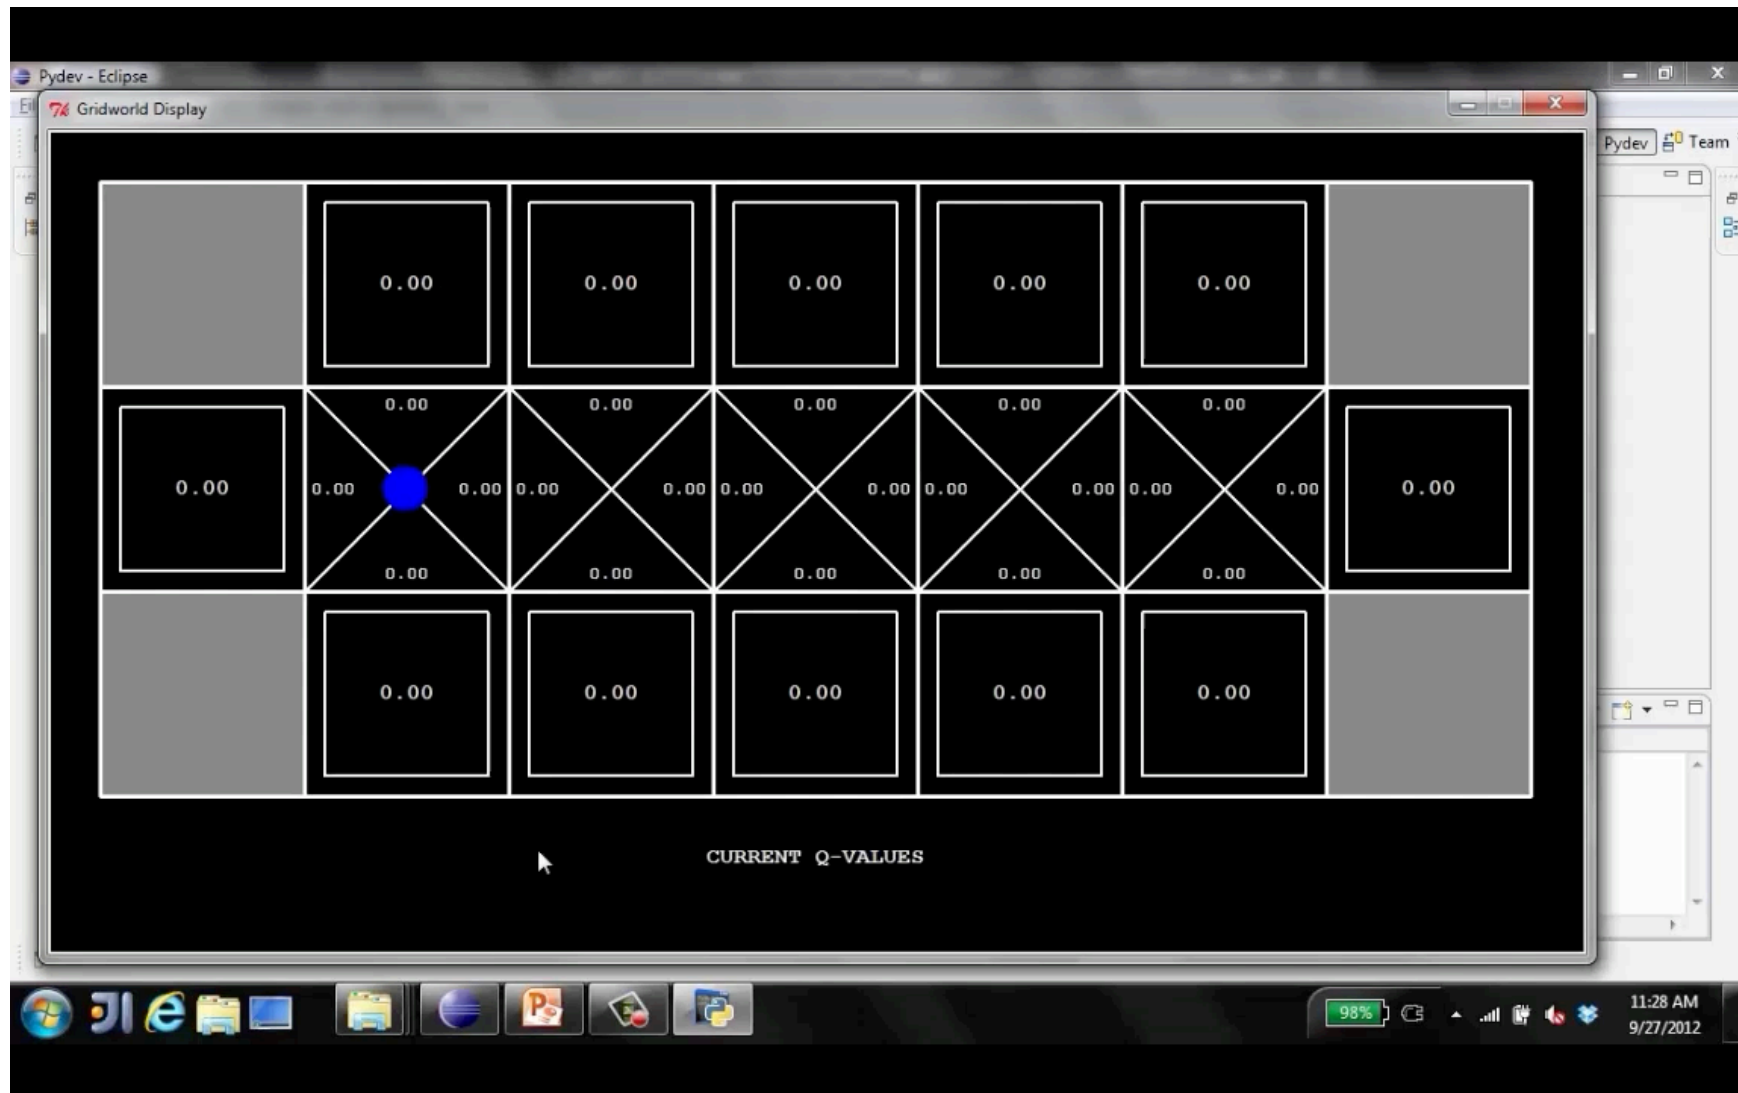 Pydev - Eclipse
Gridworld Display
Pydev Team
0.00 0.00 0.00 0.00 0.00
0.00 0.00 0.00 0.00 0.00
0.00 0.00 0.00 0.00 0.00 0.00 0.00 0.00 0.00 0.00 0.00 0.00
0.00 0.00 0.00 0.00 0.00
0.00 0.00 0.00 0.00 0.00
CURRENT Q-VALUES
98%
11:28 AM
9/27/2012